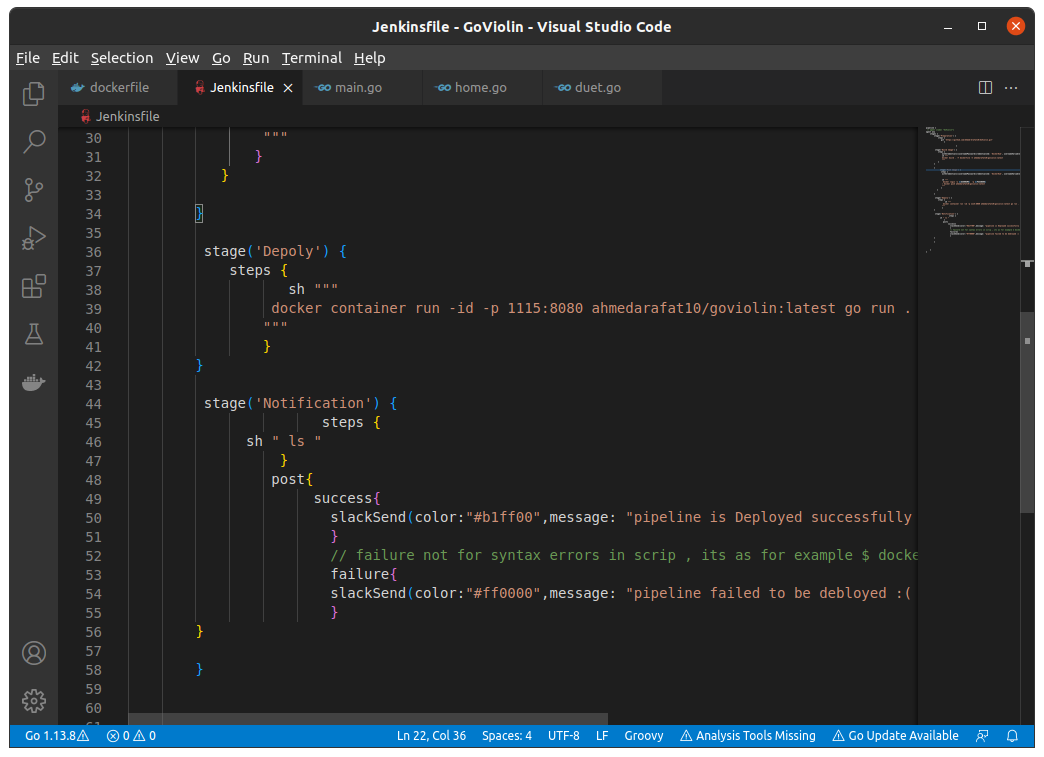 Jenkinsfile - GoViolin - Visual Studio Code
File Edit Selection View Go Run Terminal Help
dockerfile Jenkinsfile main.go home.go duet.go
Jenkinsfile
30 """
31 }
32 }
33
34 }
35
36 stage('Depoly') {
37 steps {
38 sh """
39 docker container run -id -p 1115:8080 ahmedarafat10/goviolin:latest go run .
40 """
41 }
42 }
43
44 stage('Notification') {
45 steps {
46 sh " ls "
47 }
48 post{
49 success{
50 slackSend(color:"#b1ff00",message: "pipeline is Deployed successfully
51 }
52 // failure not for syntax errors in scrip , its as for example $ docke
53 failure{
54 slackSend(color:"#ff0000",message: "pipeline failed to be debloyed :(
55 }
56 }
57
58 }
59
60
61
Go 1.13.8 0 0 Ln 22, Col 36 Spaces: 4 UTF-8 LF Groovy Analysis Tools Missing Go Update Available